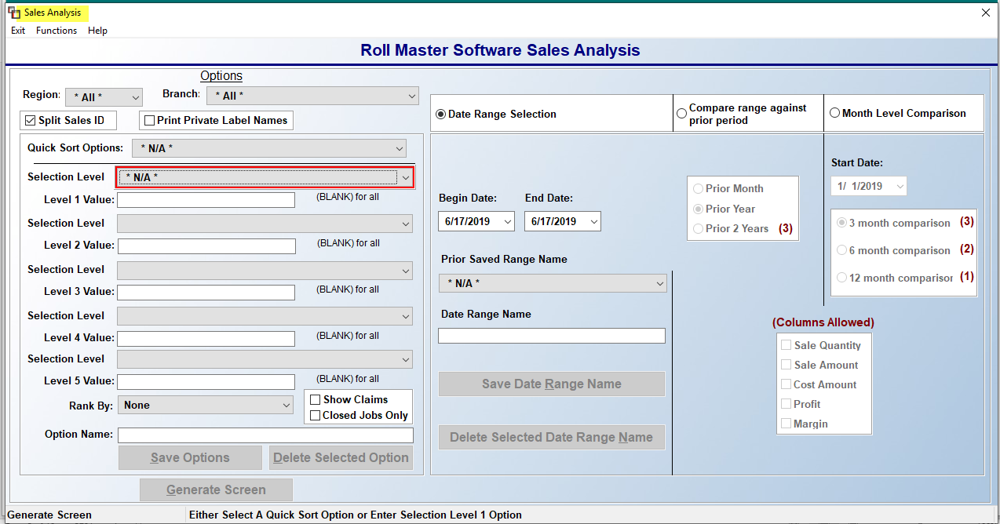 Sales Analysis
Exit Functions Help
Roll Master Software Sales Analysis
Options
Region: * All * Branch: * All *
Split Sales ID Print Private Label Names
Quick Sort Options: * N/A *
Selection Level * N/A *
Level 1 Value: (BLANK) for all
Selection Level
Level 2 Value: (BLANK) for all
Selection Level
Level 3 Value: (BLANK) for all
Selection Level
Level 4 Value: (BLANK) for all
Selection Level
Level 5 Value: (BLANK) for all
Rank By: None
Show Claims
Closed Jobs Only
Option Name:
Save Options Delete Selected Option
Generate Screen
Date Range Selection
Compare range against
prior period
Month Level Comparison
Begin Date: End Date:
6/17/2019 6/17/2019
Prior Saved Range Name
* N/A *
Date Range Name
Save Date Range Name
Delete Selected Date Range Name
Prior Month
Prior Year
Prior 2 Years (3)
Start Date:
1/ 1/2019
3 month comparison (3)
6 month comparison (2)
12 month comparisor (1)
(Columns Allowed)
Sale Quantity
Sale Amount
Cost Amount
Profit
Margin
Generate Screen Either Select A Quick Sort Option or Enter Selection Level 1 Option